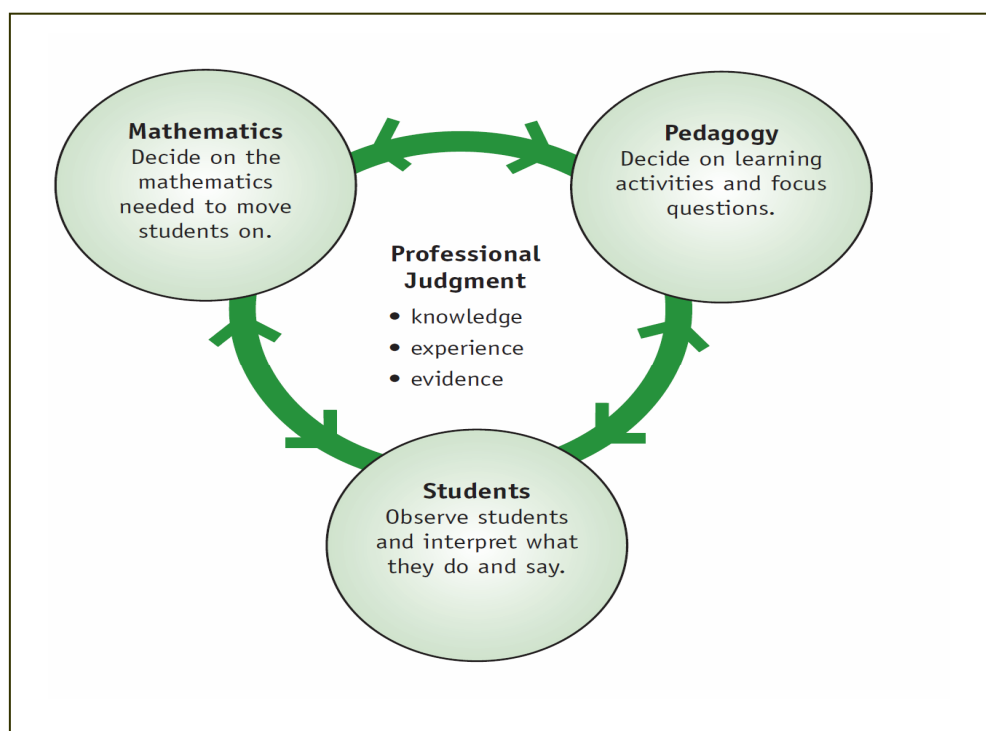 Mathematics
Decide on the
mathematics
needed to move
students on.
Pedagogy
Decide on learning
activities and focus
questions.
Professional
Judgment
• knowledge
• experience
• evidence
Students
Observe students
and interpret what
they do and say.